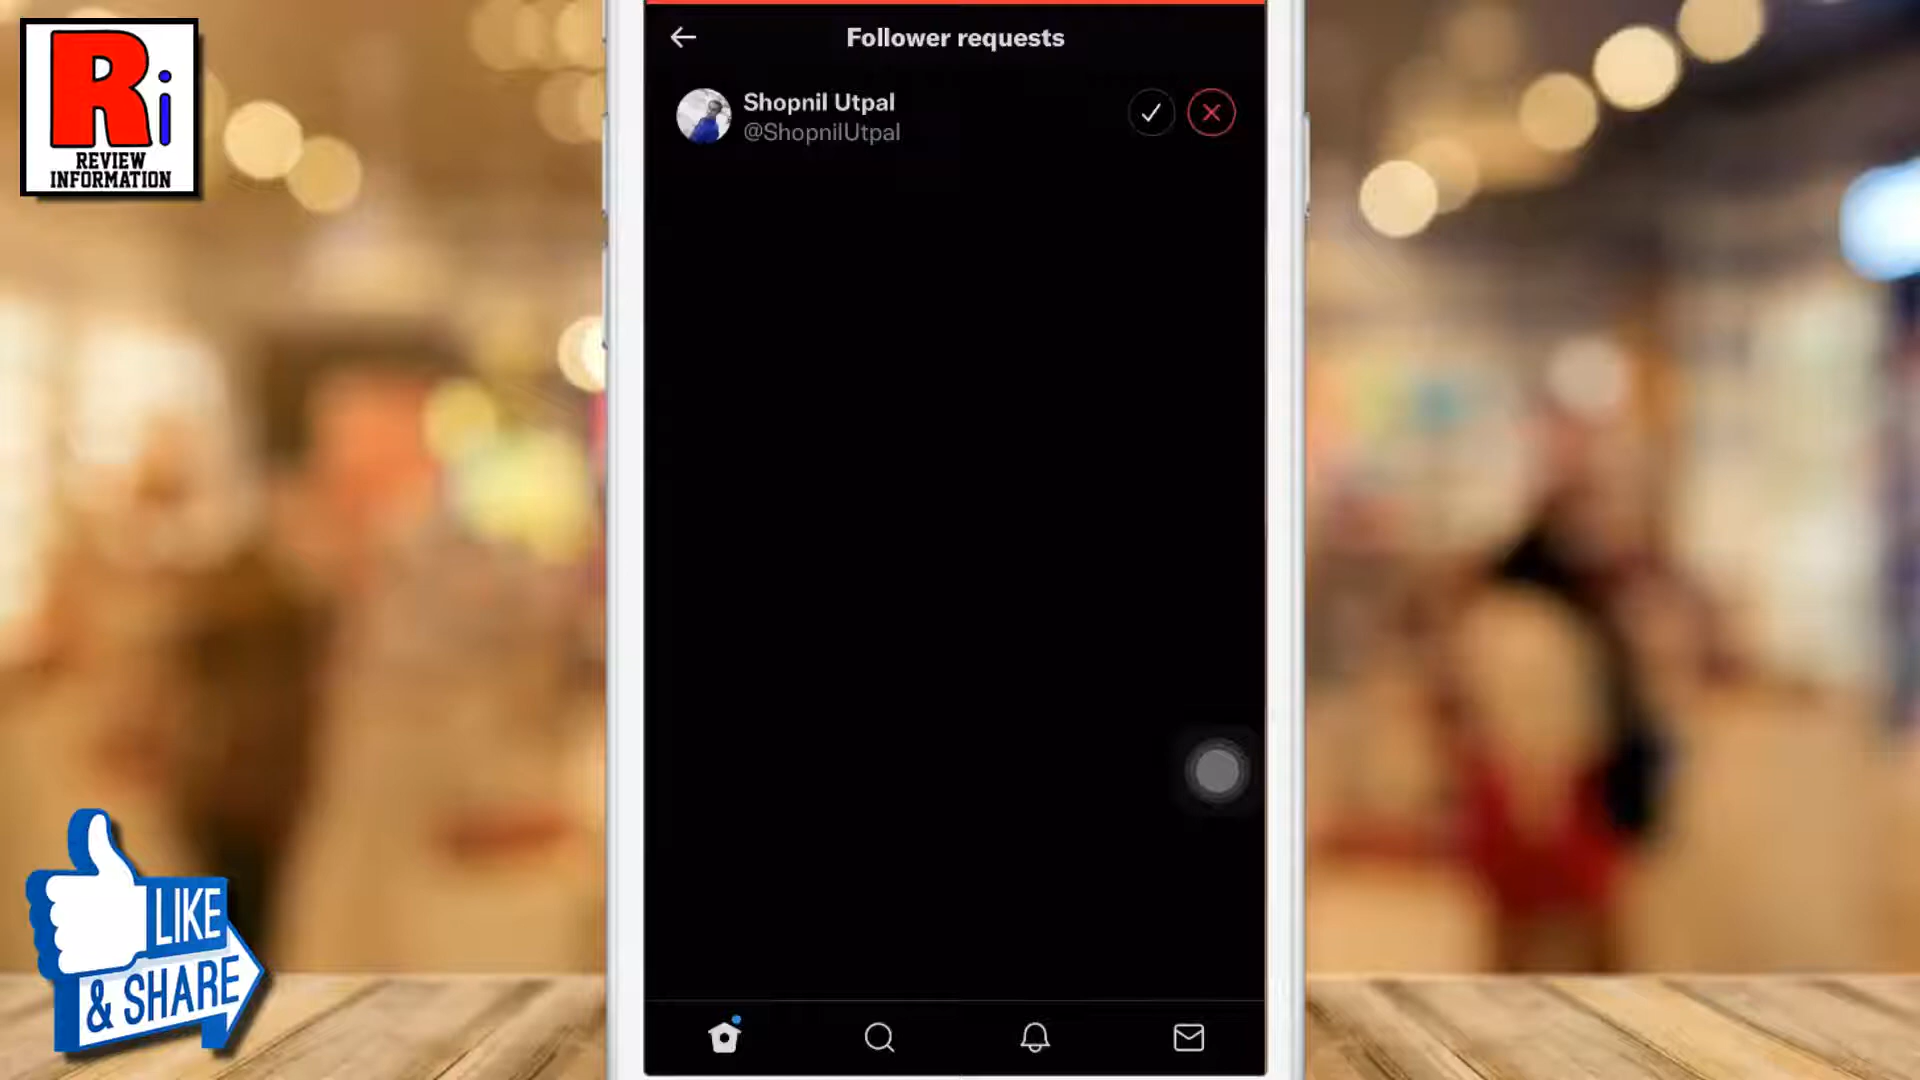 Ri
REVIEW
INFORMATION
Follower requests
Shopnil Utpal
@ShopnilUtpal
LIKE
& SHARE